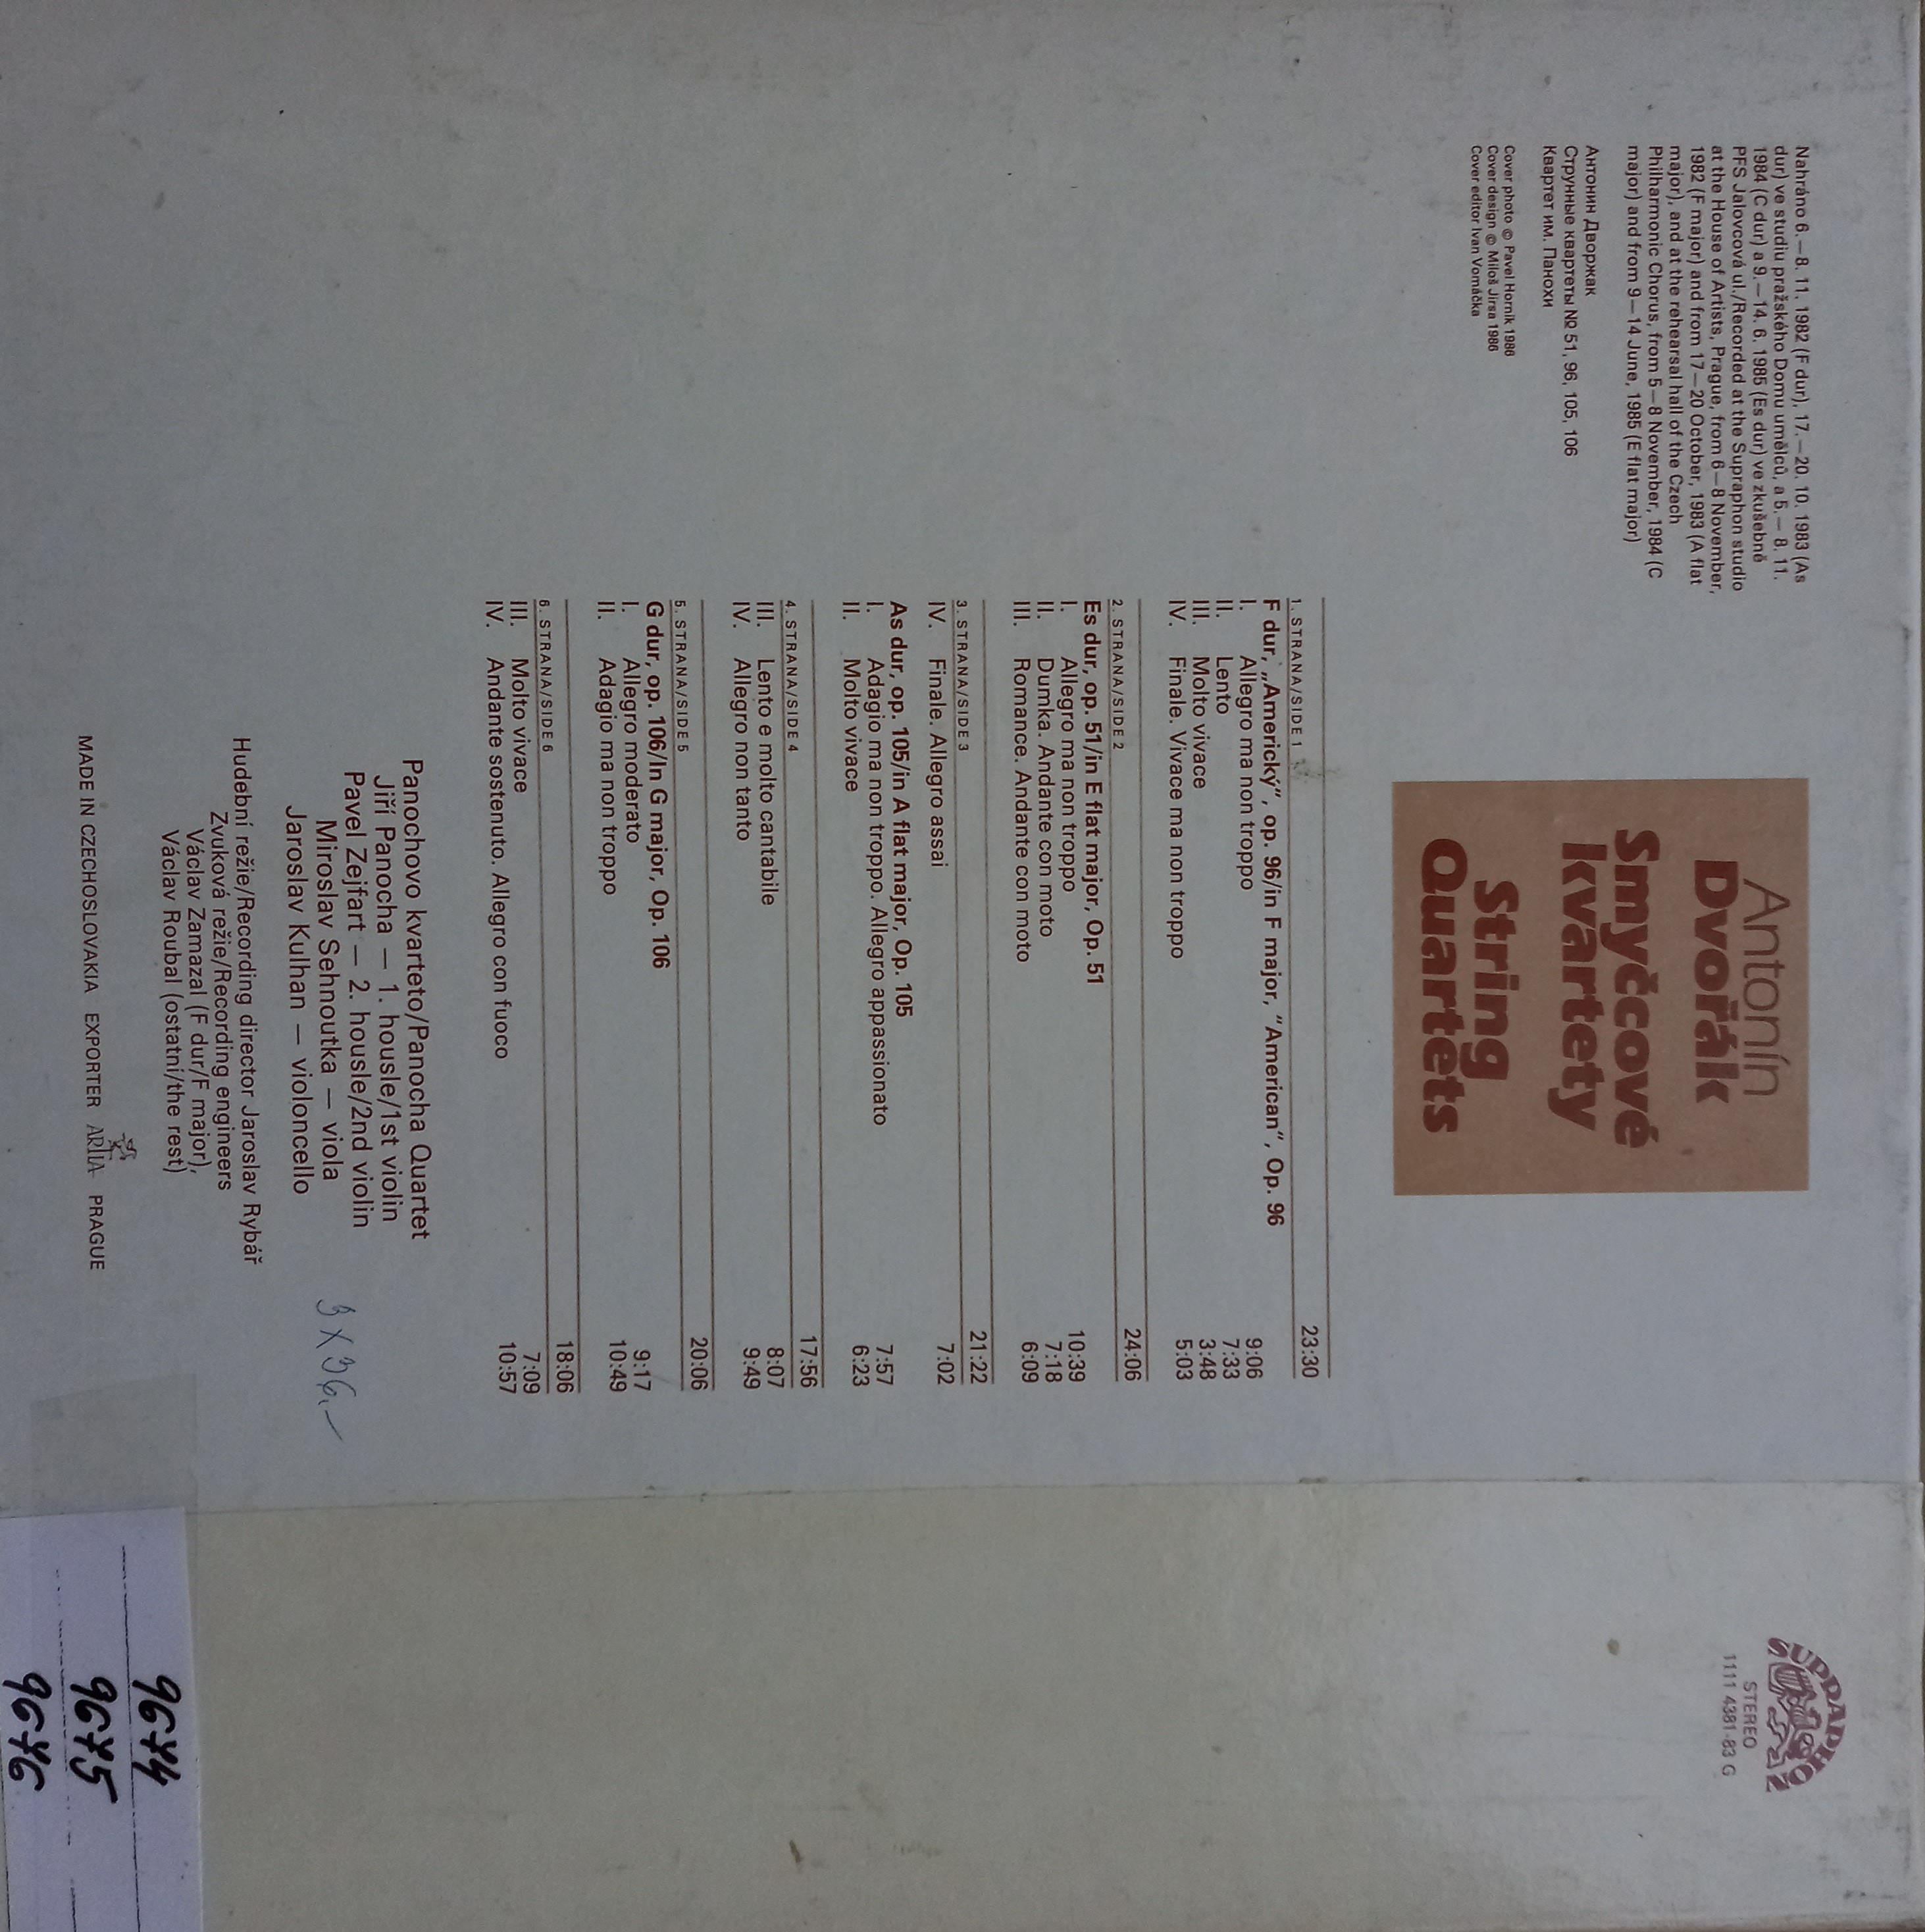 Nahráno 6.—8. 11. 1982 (F dur), 17.—20. 10. 1983 (As
dur) ve studiu pražského Domu umělců, a 5.—8. 11.
1984 (C dur) a 9.—14. 6. 1985 (Es dur) ve zkušebně
PFS Jalovcová ul./Recorded at the Supraphon studio
at the House of Artists, Prague, from 6—8 November,
1982 (F major) and from 17—20 October, 1983 (A flat
major), and at the rehearsal hall of the Czech
Philharmonic Chorus, from 5—8 November, 1984 (C
major) and from 9—14 June, 1985 (E flat major)
Антонин Дворжак
Струнные квартеты № 51, 96, 105, 106
Квартет им. Панохи
Cover photo © Pavel Horník 1986
Cover design © Miloš Jirsa 1986
Cover editor Ivan Vomáčka
Antonín
Dvořák
Smyčcové
kvartety
String
Quartets
SUPRAPHON
STEREO
1111 4381-83 G
1. STRANA/SIDE 1 23:30
F dur, „Americký“, op. 96/in F major, “American”, Op. 96
I. Allegro ma non troppo 9:06
II. Lento 7:33
III. Molto vivace 3:48
IV. Finale. Vivace ma non troppo 5:03
2. STRANA/SIDE 2 24:06
Es dur, op. 51/in E flat major, Op. 51
I. Allegro ma non troppo 10:39
II. Dumka. Andante con moto 7:18
III. Romance. Andante con moto 6:09
3. STRANA/SIDE 3 21:22
IV. Finale. Allegro assai 7:02
As dur, op. 105/in A flat major, Op. 105
I. Adagio ma non troppo. Allegro appassionato 7:57
II. Molto vivace 6:23
4. STRANA/SIDE 4 17:56
III. Lento e molto cantabile 8:07
IV. Allegro non tanto 9:49
5. STRANA/SIDE 5 20:06
G dur, op. 106/In G major, Op. 106
I. Allegro moderato 9:17
II. Adagio ma non troppo 10:49
6. STRANA/SIDE 6 18:06
III. Molto vivace 7:09
IV. Andante sostenuto. Allegro con fuoco 10:57
Panochovo kvarteto/Panocha Quartet
Jiří Panocha — 1. housle/1st violin
Pavel Zejfart — 2. housle/2nd violin
Miroslav Sehnoutka — viola
Jaroslav Kulhan — violoncello
3 X 36,—
Hudební režie/Recording director Jaroslav Rybář
Zvuková režie/Recording engineers
Václav Zamazal (F dur/F major),
Václav Roubal (ostatní/the rest)
MADE IN CZECHOSLOVAKIA EXPORTER ARTIA PRAGUE
9674
9675
9676